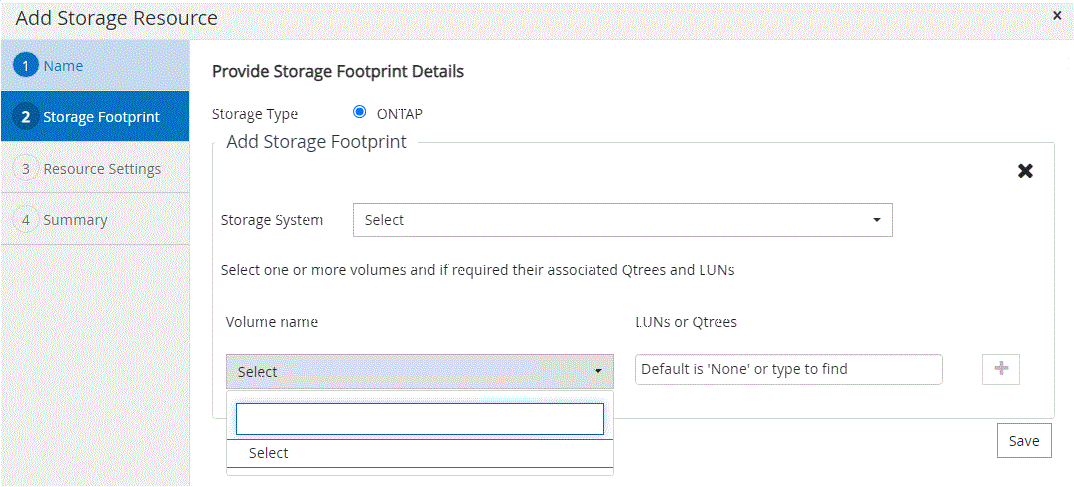 Add Storage Resource
×
1 Name
2 Storage Footprint
3 Resource Settings
4 Summary
Provide Storage Footprint Details
Storage Type ONTAP
Add Storage Footprint
Storage System Select
Select one or more volumes and if required their associated Qtrees and LUNs
Volume name LUNs or Qtrees
Select Default is 'None' or type to find
Select
Save